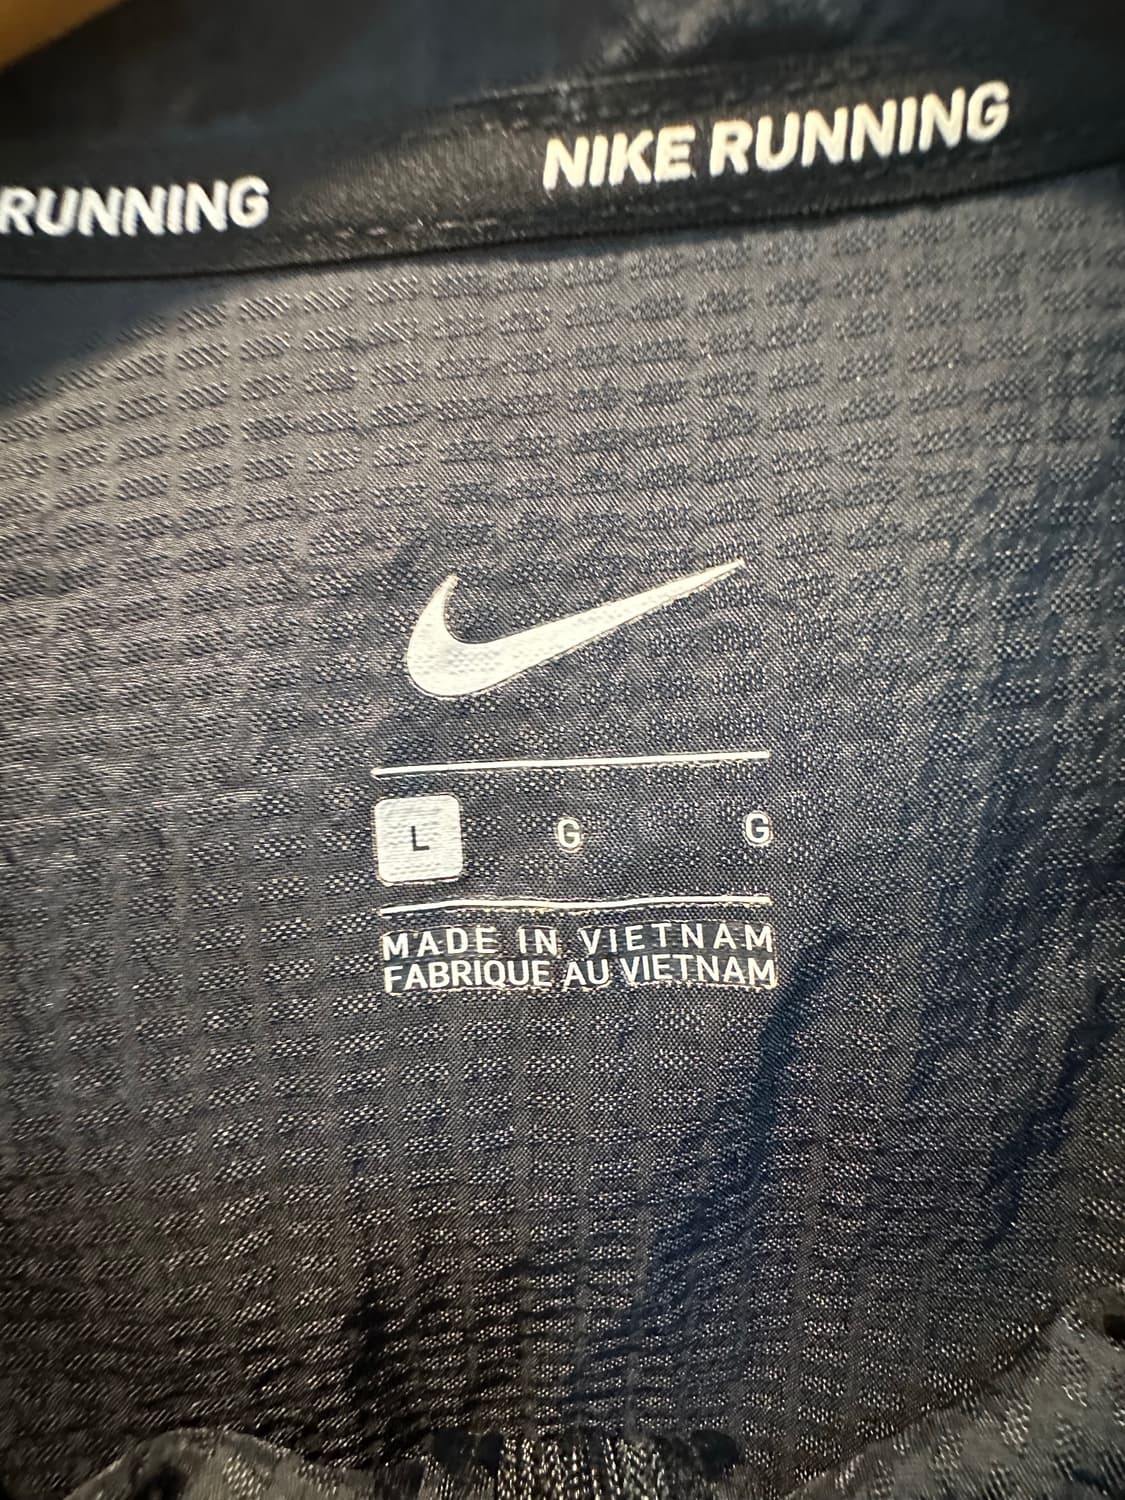 RUNNING
NIKE RUNNING
L G G
MADE IN VIETNAM
FABRIQUE AU VIETNAM